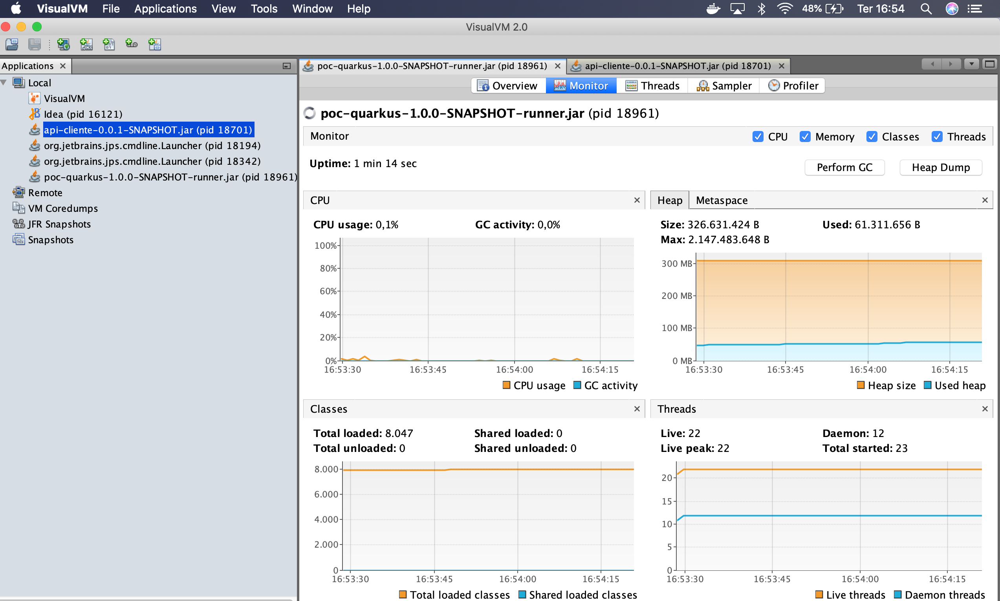 VisualVM File Applications View Tools Window Help 48% Ter 16:54
VisualVM 2.0
Applications
poc-quarkus-1.0.0-SNAPSHOT-runner.jar (pid 18961) api-cliente-0.0.1-SNAPSHOT.jar (pid 18701)
Local
VisualVM
Idea (pid 16121)
api-cliente-0.0.1-SNAPSHOT.jar (pid 18701)
org.jetbrains.jps.cmdline.Launcher (pid 18194)
org.jetbrains.jps.cmdline.Launcher (pid 18342)
poc-quarkus-1.0.0-SNAPSHOT-runner.jar (pid 18961)
Remote
VM Coredumps
JFR Snapshots
Snapshots
Overview Monitor Threads Sampler Profiler
poc-quarkus-1.0.0-SNAPSHOT-runner.jar (pid 18961)
Monitor CPU Memory Classes Threads
Uptime: 1 min 14 sec
Perform GC Heap Dump
CPU
CPU usage: 0,1% GC activity: 0,0%
100%
80%
60%
40%
20%
0%
16:53:30 16:53:45 16:54:00 16:54:15
CPU usage GC activity
Heap Metaspace
Size: 326.631.424 B Used: 61.311.656 B
Max: 2.147.483.648 B
300 MB
200 MB
100 MB
0 MB
16:53:30 16:53:45 16:54:00 16:54:15
Heap size Used heap
Classes
Total loaded: 8.047 Shared loaded: 0
Total unloaded: 0 Shared unloaded: 0
8.000
6.000
4.000
2.000
0
16:53:30 16:53:45 16:54:00 16:54:15
Total loaded classes Shared loaded classes
Threads
Live: 22 Daemon: 12
Live peak: 22 Total started: 23
20
15
10
5
0
16:53:30 16:53:45 16:54:00 16:54:15
Live threads Daemon threads